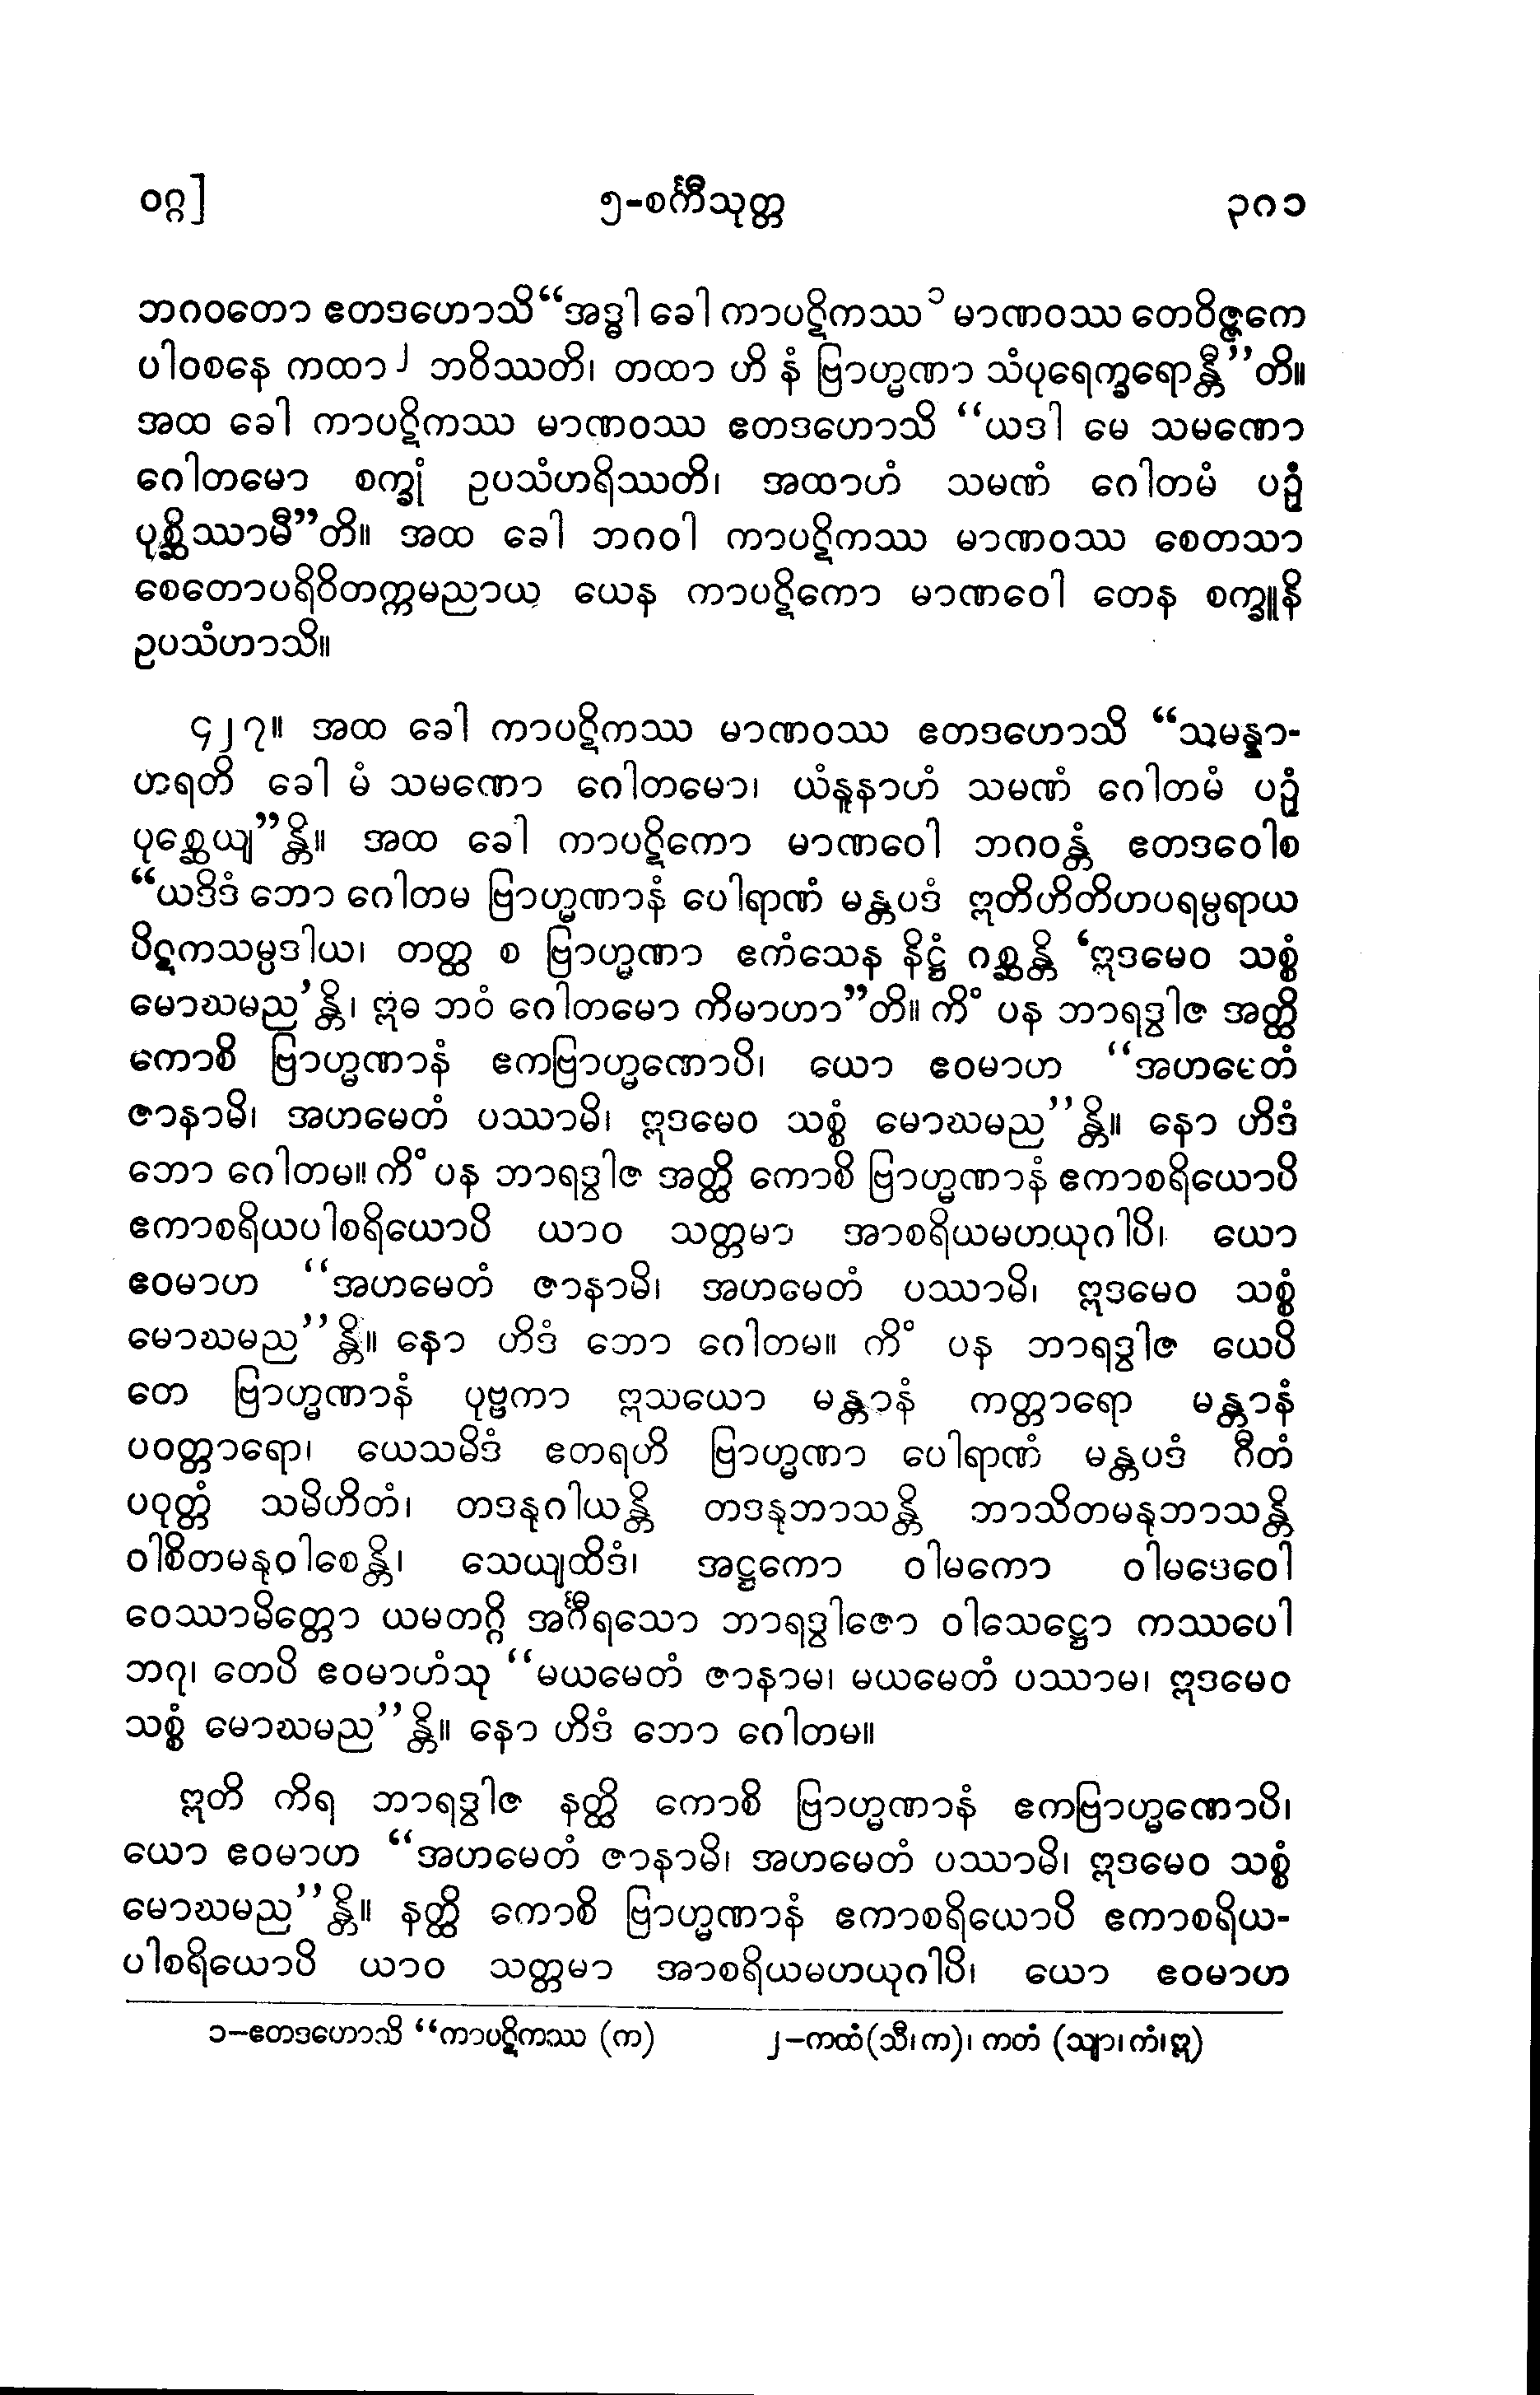 ဝဂ္ဂ]
၅-စင်္ကီသုတ္တ
၃ဂ၁
ဘဂဝတော ဧတဒဟောသိ “အဒ္ဓါ ခေါ ကာပဋိကဿ ၁ မာဏဝဿ တေဝိဇ္ဇကေ
ပါဝစနေ ကထာ ၂ ဘဝိဿတိ၊ တထာ ဟိ နံ ဗြာဟ္မဏာ သံပုရေက္ခရောန္တီ”တိ။
အထ ခေါ ကာပဋိကဿ မာဏဝဿ ဧတဒဟောသိ “ယဒါ မေ သမဏော
ဂေါတမော စက္ခုံ ဥပသံဟရိဿတိ၊ အထာဟံ သမဏံ ဂေါတမံ ပဉှံ
ပုစ္ဆိဿာမီ”တိ။ အထ ခေါ ဘဂဝါ ကာပဋိကဿ မာဏဝဿ စေတသာ
စေတောပရိဝိတက္ကမညာယ ယေန ကာပဋိကော မာဏဝေါ တေန စက္ခူနိ
ဥပသံဟာသိ။
၄၂၇။ အထ ခေါ ကာပဋိကဿ မာဏဝဿ ဧတဒဟောသိ “သမန္နာ-
ဟရတိ ခေါ မံ သမဏော ဂေါတမော၊ ယံနူနာဟံ သမဏံ ဂေါတမံ ပဉှံ
ပုစ္ဆေယျ”န္တိ။ အထ ခေါ ကာပဋိကော မာဏဝေါ ဘဂဝန္တံ ဧတဒဝေါစ
“ယဒိဒံ ဘော ဂေါတမ ဗြာဟ္မဏာနံ ပေါရာဏံ မန္တပဒံ ဣတိဟိတိဟပရမ္ပရာယ
ပိဋကသမ္ပဒါယ၊ တတ္ထ စ ဗြာဟ္မဏာ ဧကံသေန နိဋ္ဌံ ဂစ္ဆန္တိ ‘ဣဒမေဝ သစ္စံ
မောဃမည’န္တိ၊ ဣဓ ဘဝံ ဂေါတမော ကိမာဟာ”တိ။ ကိံ ပန ဘာရဒွါဇ အတ္ထိ
ကောစိ ဗြာဟ္မဏာနံ ဧကဗြာဟ္မဏောပိ၊ ယော ဧဝမာဟ “အဟမေတံ
ဇာနာမိ၊ အဟမေတံ ပဿာမိ၊ ဣဒမေဝ သစ္စံ မောဃမည”န္တိ။ နော ဟိဒံ
ဘော ဂေါတမ။ ကိံ ပန ဘာရဒွါဇ အတ္ထိ ကောစိ ဗြာဟ္မဏာနံ ဧကာစရိယောပိ
ဧကာစရိယပါစရိယောပိ ယာဝ သတ္တမာ အာစရိယမဟယုဂါပိ၊ ယော
ဧဝမာဟ “အဟမေတံ ဇာနာမိ၊ အဟမေတံ ပဿာမိ၊ ဣဒမေဝ သစ္စံ
မောဃမည”န္တိ။ နော ဟိဒံ ဘော ဂေါတမ။ ကိံ ပန ဘာရဒွါဇ ယေပိ
တေ ဗြာဟ္မဏာနံ ပုဗ္ဗကာ ဣသယော မန္တာနံ ကတ္တာရော မန္တာနံ
ပဝတ္တာရော၊ ယေသမိဒံ ဧတရဟိ ဗြာဟ္မဏာ ပေါရာဏံ မန္တပဒံ ဂီတံ
ပဝုတ္တံ သမိဟိတံ၊ တဒနုဂါယန္တိ တဒနုဘာသန္တိ ဘာသိတမနုဘာသန္တိ
ဝါစိတမနုဝါစေန္တိ၊ သေယျထိဒံ၊ အဋ္ဌကော ဝါမကော ဝါမဒေဝေါ
ဝေဿာမိတ္တော ယမတဂ္ဂိ အင်္ဂီရသော ဘာရဒွါဇော ဝါသေဋ္ဌော ကဿပေါ
ဘဂု၊ တေပိ ဧဝမာဟံသု “မယမေတံ ဇာနာမ၊ မယမေတံ ပဿာမ၊ ဣဒမေဝ
သစ္စံ မောဃမည”န္တိ။ နော ဟိဒံ ဘော ဂေါတမ။
ဣတိ ကိရ ဘာရဒွါဇ နတ္ထိ ကောစိ ဗြာဟ္မဏာနံ ဧကဗြာဟ္မဏောပိ၊
ယော ဧဝမာဟ “အဟမေတံ ဇာနာမိ၊ အဟမေတံ ပဿာမိ၊ ဣဒမေဝ သစ္စံ
မောဃမည”န္တိ။ နတ္ထိ ကောစိ ဗြာဟ္မဏာနံ ဧကာစရိယောပိ ဧကာစရိယ-
ပါစရိယောပိ ယာဝ သတ္တမာ အာစရိယမဟယုဂါပိ၊ ယော ဧဝမာဟ
၁–ဧတဒဟောသိ “ကာပဋိကဿ (က)
၂–ကထံ(သီ၊က)၊ ကတံ (သျာ၊ကံ၊ဣ)